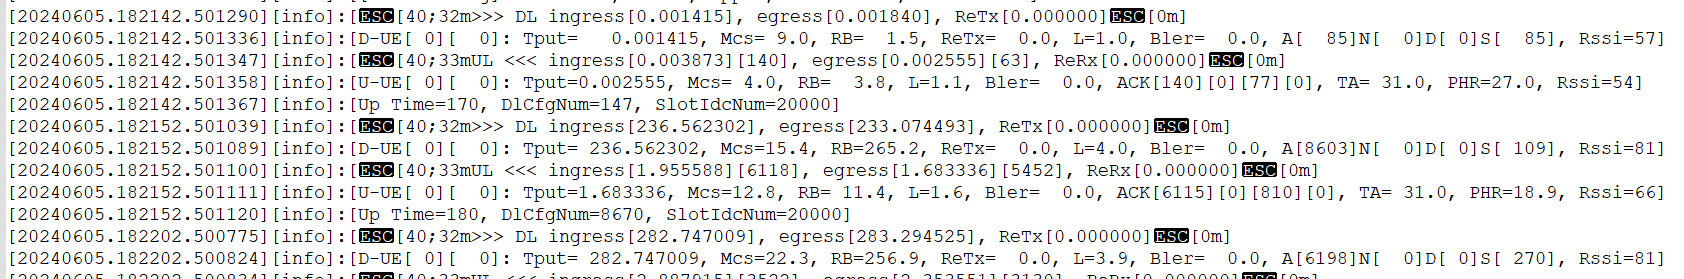 [20240605.182142.501290][info]:[ESC[40;32m>>> DL ingress[0.001415], egress[0.001840], ReTx[0.000000]ESC[0m]
[20240605.182142.501336][info]:[D-UE[ 0][  0]: Tput=   0.001415, Mcs= 9.0, RB=  1.5, ReTx=  0.0, L=1.0, Bler=  0.0, A[  85]N[  0]D[ 0]S[  85], Rssi=57]
[20240605.182142.501347][info]:[ESC[40;33mUL <<< ingress[0.003873][140], egress[0.002555][63], ReRx[0.000000]ESC[0m]
[20240605.182142.501358][info]:[U-UE[ 0][  0]: Tput=0.002555, Mcs= 4.0, RB=  3.8, L=1.1, Bler=  0.0, ACK[140][0][77][0], TA= 31.0, PHR=27.0, Rssi=54]
[20240605.182142.501367][info]:[Up Time=170, DlCfgNum=147, SlotIdcNum=20000]
[20240605.182152.501039][info]:[ESC[40;32m>>> DL ingress[236.562302], egress[233.074493], ReTx[0.000000]ESC[0m]
[20240605.182152.501089][info]:[D-UE[ 0][  0]: Tput= 236.562302, Mcs=15.4, RB=265.2, ReTx=  0.0, L=4.0, Bler=  0.0, A[8603]N[  0]D[ 0]S[ 109], Rssi=81]
[20240605.182152.501100][info]:[ESC[40;33mUL <<< ingress[1.955588][6118], egress[1.683336][5452], ReRx[0.000000]ESC[0m]
[20240605.182152.501111][info]:[U-UE[ 0][  0]: Tput=1.683336, Mcs=12.8, RB= 11.4, L=1.6, Bler=  0.0, ACK[6115][0][810][0], TA= 31.0, PHR=18.9, Rssi=66]
[20240605.182152.501120][info]:[Up Time=180, DlCfgNum=8670, SlotIdcNum=20000]
[20240605.182202.500775][info]:[ESC[40;32m>>> DL ingress[282.747009], egress[283.294525], ReTx[0.000000]ESC[0m]
[20240605.182202.500824][info]:[D-UE[ 0][  0]: Tput= 282.747009, Mcs=22.3, RB=256.9, ReTx=  0.0, L=3.9, Bler=  0.0, A[6198]N[  0]D[ 0]S[ 270], Rssi=81]